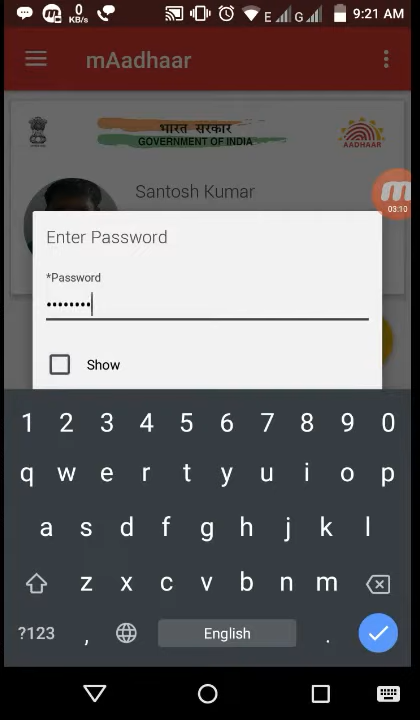 0
KB/s
E
G
9:21 AM
mAadhaar
भारत सरकार
GOVERNMENT OF INDIA
AADHAAR
Santosh Kumar
03:10
Enter Password
*Password
••••••••
Show
1 2 3 4 5 6 7 8 9 0
q w e r t y u i o p
a s d f g h j k l
z x c v b n m
?123 , English .